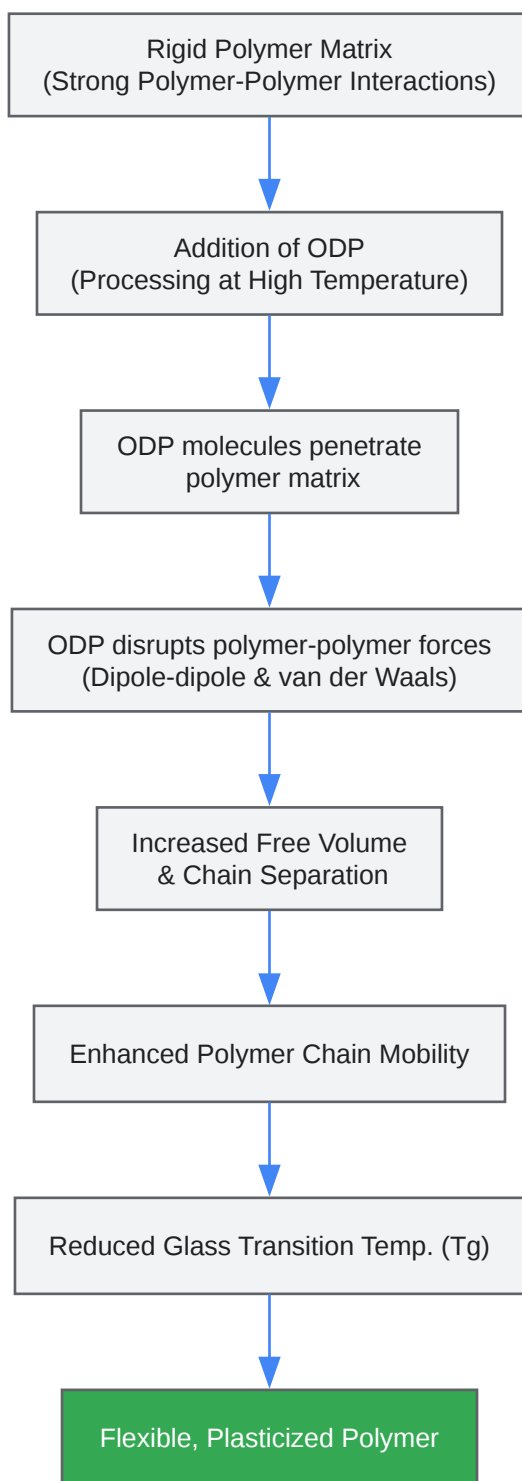 Rigid Polymer Matrix
(Strong Polymer-Polymer Interactions)
Addition of ODP
(Processing at High Temperature)
ODP molecules penetrate
polymer matrix
ODP disrupts polymer-polymer forces
(Dipole-dipole & van der Waals)
Increased Free Volume
& Chain Separation
Enhanced Polymer Chain Mobility
Reduced Glass Transition Temp. (Tg)
Flexible, Plasticized Polymer